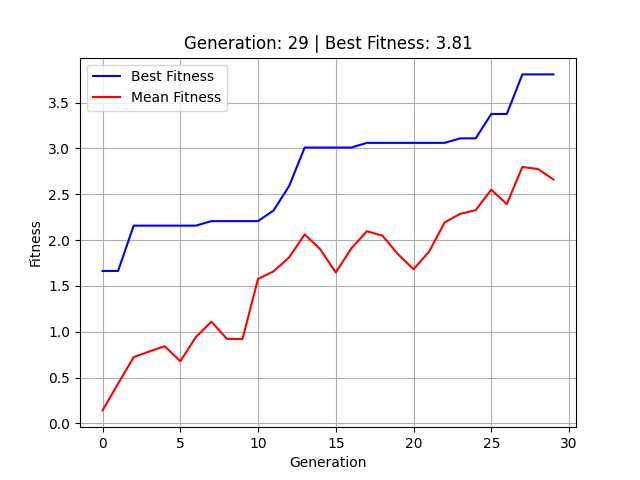 Generation: 29 | Best Fitness: 3.81
Best Fitness
Mean Fitness
3.5
3.0
2.5
2.0
1.5
1.0
0.5
0.0
Fitness
0 5 10 15 20 25 30
Generation